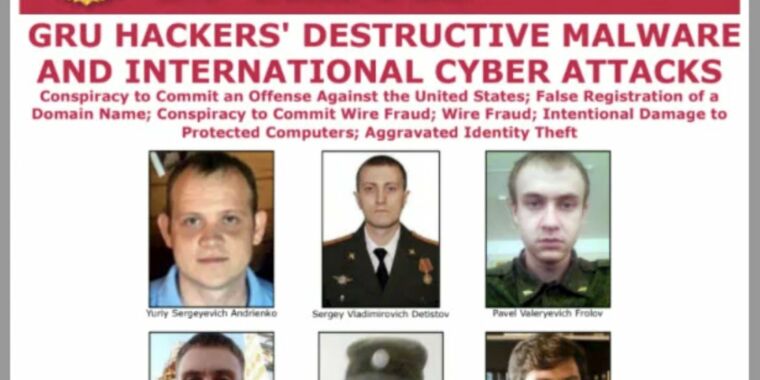 GRU HACKERS' DESTRUCTIVE MALWARE
AND INTERNATIONAL CYBER ATTACKS
Conspiracy to Commit an Offense Against the United States; False Registration of a
Domain Name; Conspiracy to Commit Wire Fraud; Wire Fraud; Intentional Damage to
Protected Computers; Aggravated Identity Theft
Yuriy Sergeyevich Andrienko
Sergey Vladimirovich Detistov
Pavel Valeryevich Frolov